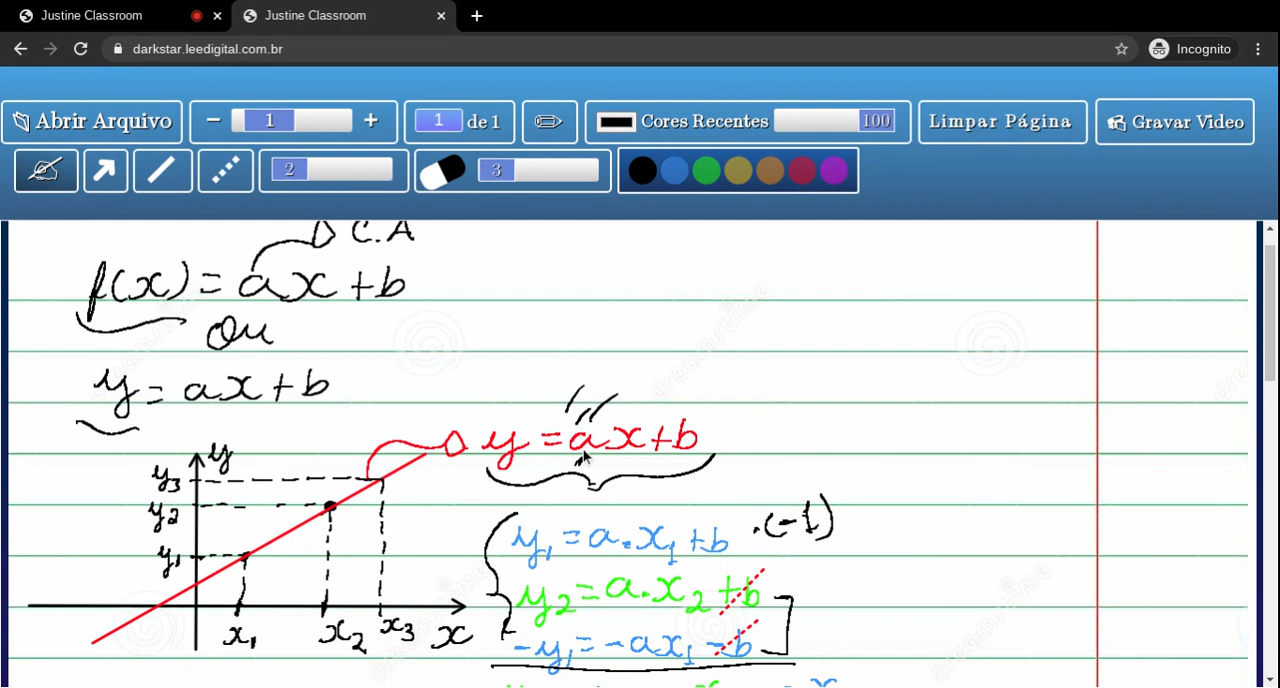 Justine Classroom
Justine Classroom
darkstar.leedigital.com.br
Incognito
Abrir Arquivo
− 1 +
1 de 1
Cores Recentes
100
Limpar Página
Gravar Video
2
3
C.A
f(x) = ax + b
ou
y = ax + b
y = ax + b
y
y3
y2
y1
x1
x2
x3
x
y1 = a.x1 + b .(-1)
y2 = a.x2 + b
-y1 = -ax1 - b